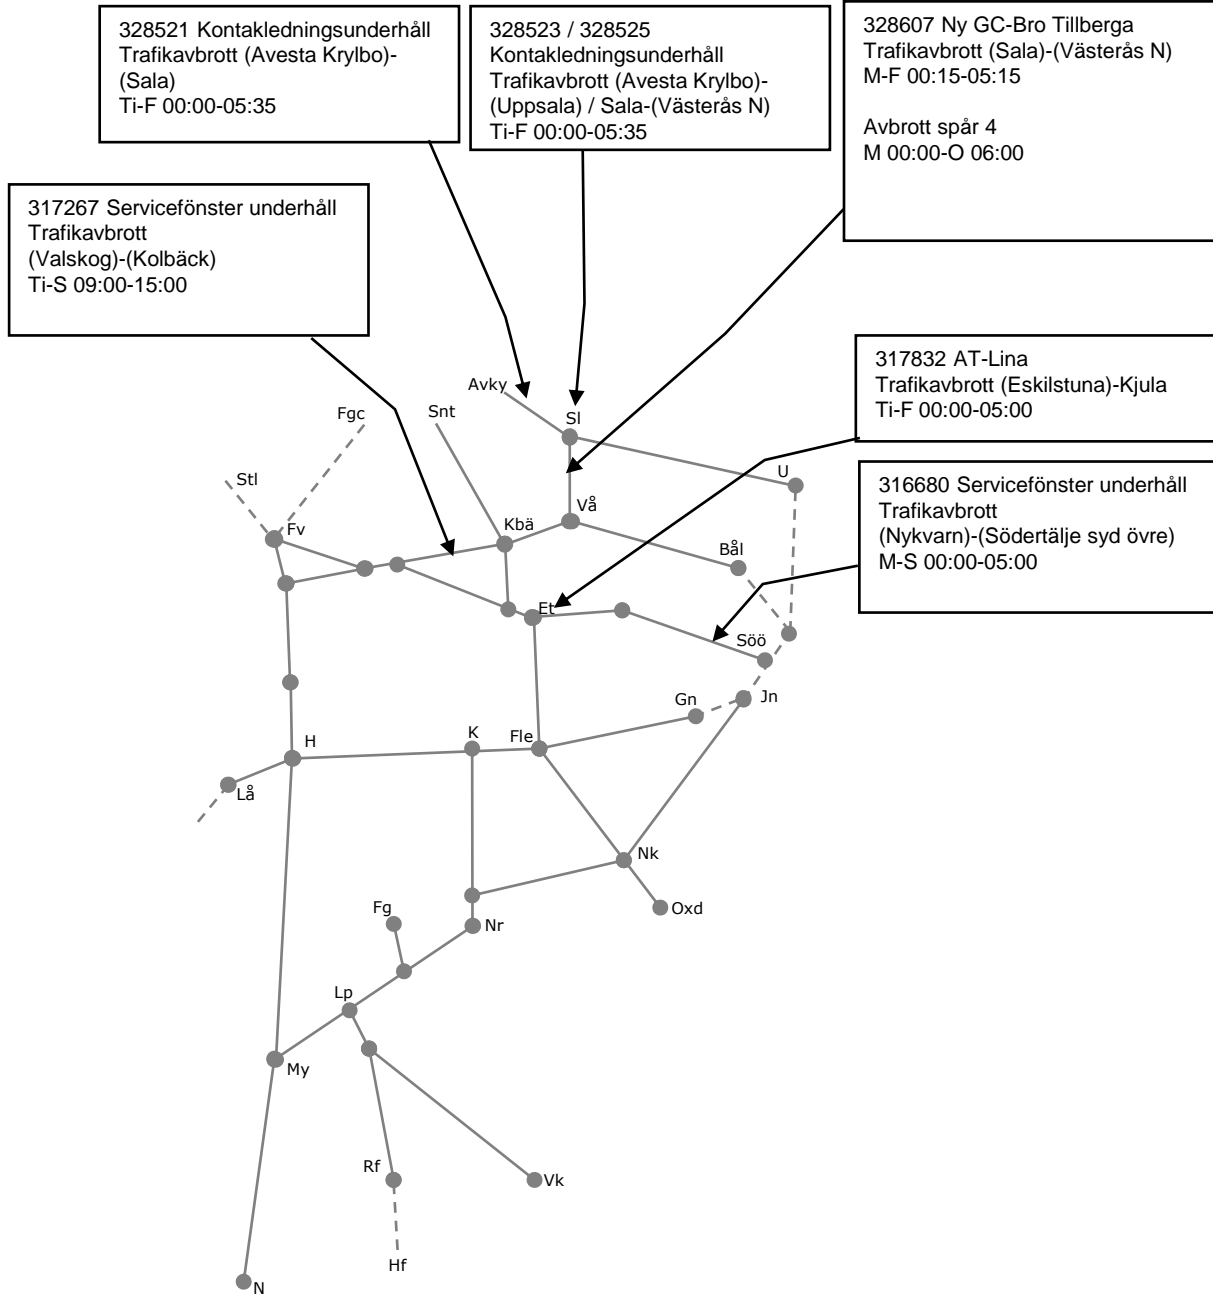 328521 Kontakledningsunderhåll
Trafikavbrott (Avesta Krylbo)-
(Sala)
Ti-F 00:00-05:35
328523 / 328525
Kontakledningsunderhåll
Trafikavbrott (Avesta Krylbo)-
(Uppsala) / Sala-(Västerås N)
Ti-F 00:00-05:35
328607 Ny GC-Bro Tillberga
Trafikavbrott (Sala)-(Västerås N)
M-F 00:15-05:15
Avbrott spår 4
M 00:00-O 06:00
317267 Servicefönster underhåll
Trafikavbrott
(Valskog)-(Kolbäck)
Ti-S 09:00-15:00
317832 AT-Lina
Trafikavbrott (Eskilstuna)-Kjula
Ti-F 00:00-05:00
316680 Servicefönster underhåll
Trafikavbrott
(Nykvarn)-(Södertälje syd övre)
M-S 00:00-05:00
Avky
Fgc
Snt
Sl
Stl
U
Vå
Kbä
Fv
Bål
Et
Söö
Gn
Jn
H
K
Fle
Lå
Nk
Fg
Oxd
Nr
Lp
My
Rf
Vk
Hf
N